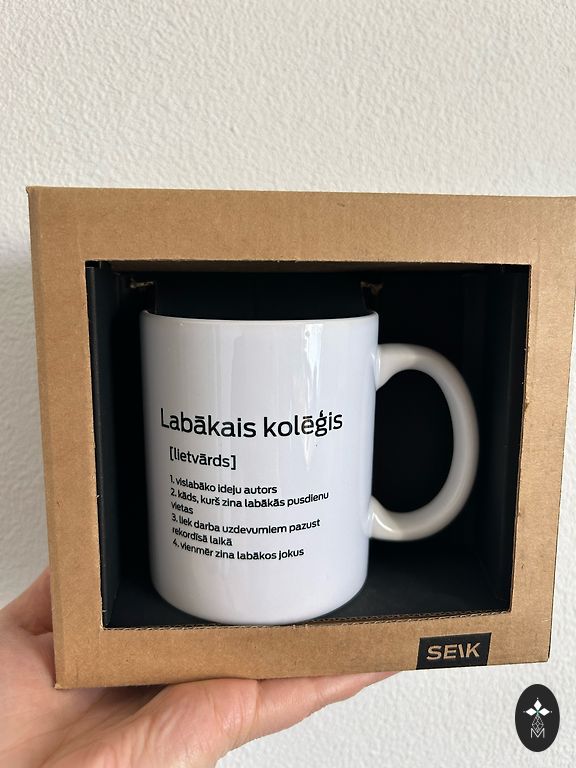 Labākais kolēģis
[lietvārds]
1. vislabāko ideju autors
2. kāds, kurš zina labākās pusdienu
vietas
3. liek darba uzdevumiem pazust
rekordīsā laikā
4. vienmēr zina labākos jokus
SE\K
M